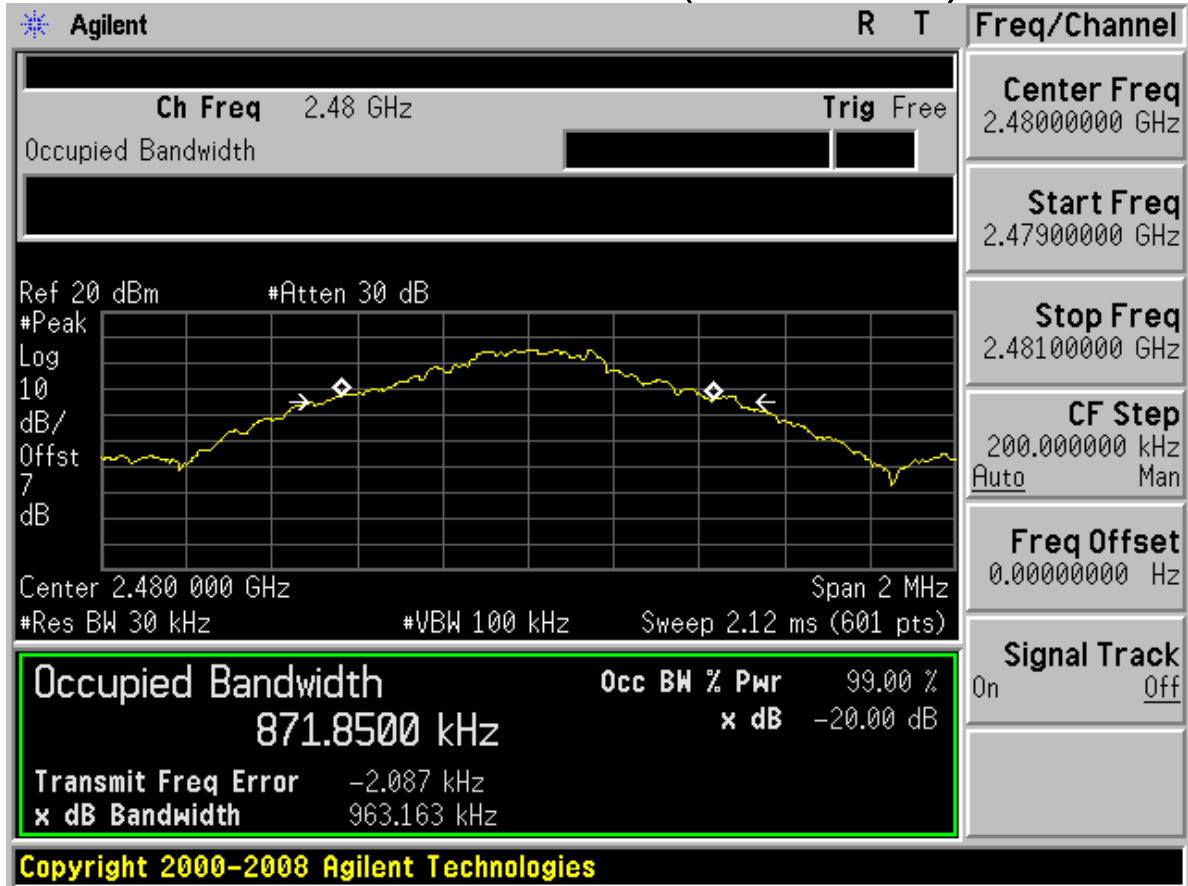 Agilent R T Freq/Channel
Ch Freq 2.48 GHz Trig Free
Occupied Bandwidth
Center Freq
2.48000000 GHz
Start Freq
2.47900000 GHz
Stop Freq
2.48100000 GHz
CF Step
200.000000 kHz
Auto Man
Freq Offset
0.00000000 Hz
Signal Track
On Off
Ref 20 dBm #Atten 30 dB
#Peak
Log
10
dB/
Offst
7
dB
Center 2.480 000 GHz Span 2 MHz
#Res BW 30 kHz #VBW 100 kHz Sweep 2.12 ms (601 pts)
Occupied Bandwidth
871.8500 kHz
Occ BW % Pwr 99.00 %
x dB -20.00 dB
Transmit Freq Error -2.087 kHz
x dB Bandwidth 963.163 kHz
Copyright 2000-2008 Agilent Technologies